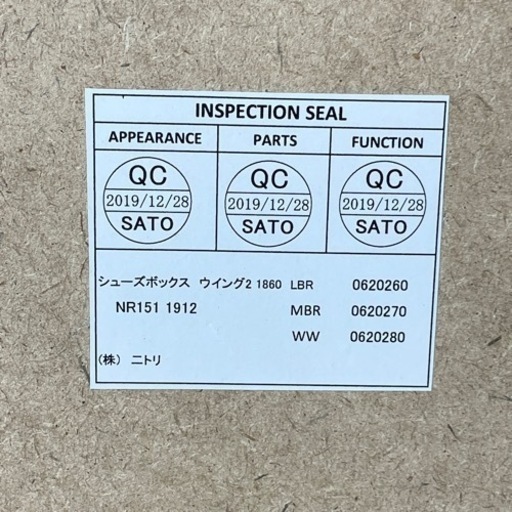 INSPECTION SEAL
APPEARANCE PARTS FUNCTION
QC QC QC
2019/12/28 2019/12/28 2019/12/28
SATO SATO SATO
シューズボックス ウイング2 1860 LBR 0620260
NR151 1912 MBR 0620270
WW 0620280
(株) ニトリ